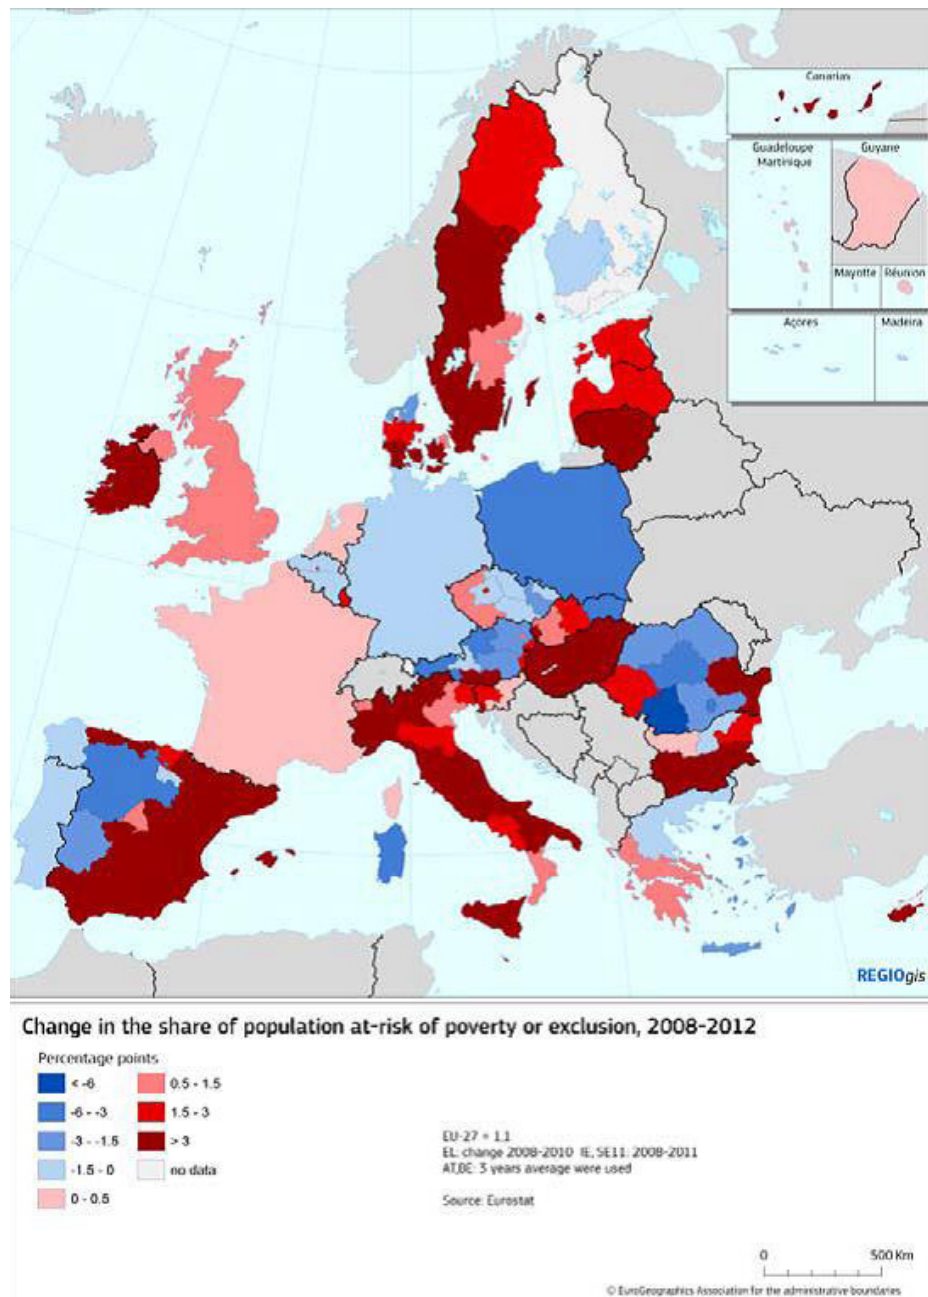 Canarias
Guadeloupe
Martinique
Guyane
Mayotte
Réunion
Açores
Madeira
REGIOgis
Change in the share of population at-risk of poverty or exclusion, 2008-2012
Percentage points
< -6
-6 - -3
-3 - -1.5
-1.5 - 0
0 - 0.5
0.5 - 1.5
1.5 - 3
> 3
no data
EU-27 = 1.1
EL: change 2008-2010 IE, SE11: 2008-2011
AT,BE: 3 years average were used
Source: Eurostat
0 500 Km
© EuroGeographics Association for the administrative boundaries